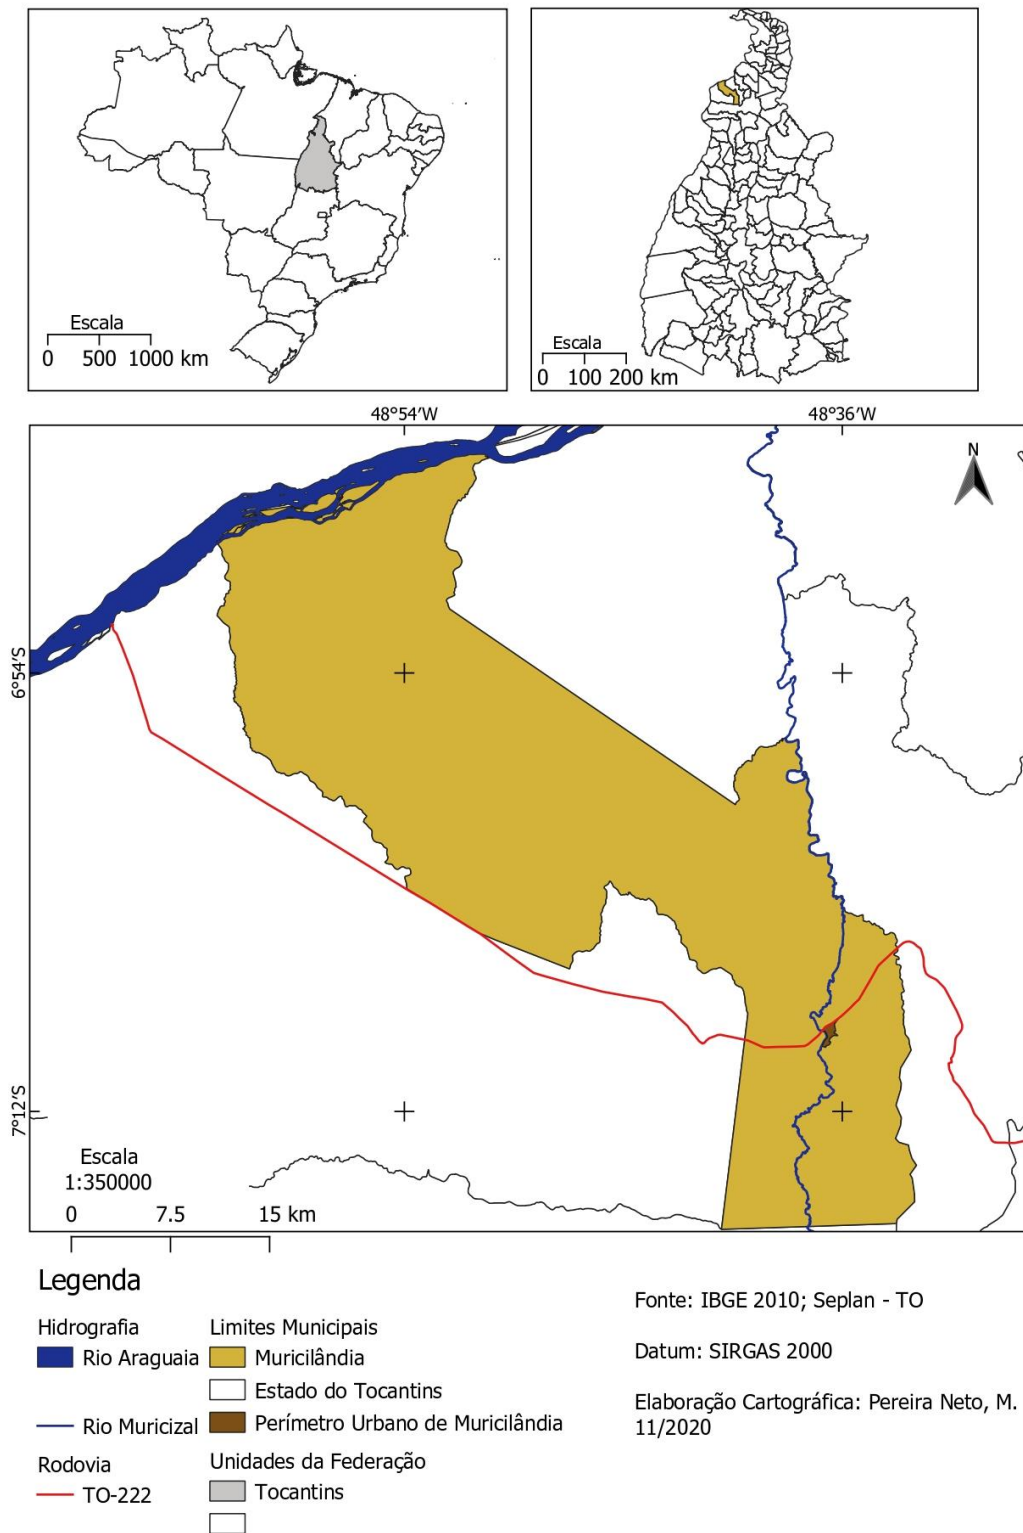 Escala
0 500 1000 km
Escala
0 100 200 km
48°54'W
48°36'W
N
6°54'S
7°12'S
Escala
1:350000
0 7.5 15 km
Legenda
Hidrografia
Rio Araguaia
Rio Muricizal
Rodovia
TO-222
Limites Municipais
Muricilândia
Estado do Tocantins
Perímetro Urbano de Muricilândia
Unidades da Federação
Tocantins
Fonte: IBGE 2010; Seplan - TO
Datum: SIRGAS 2000
Elaboração Cartográfica: Pereira Neto, M.
11/2020